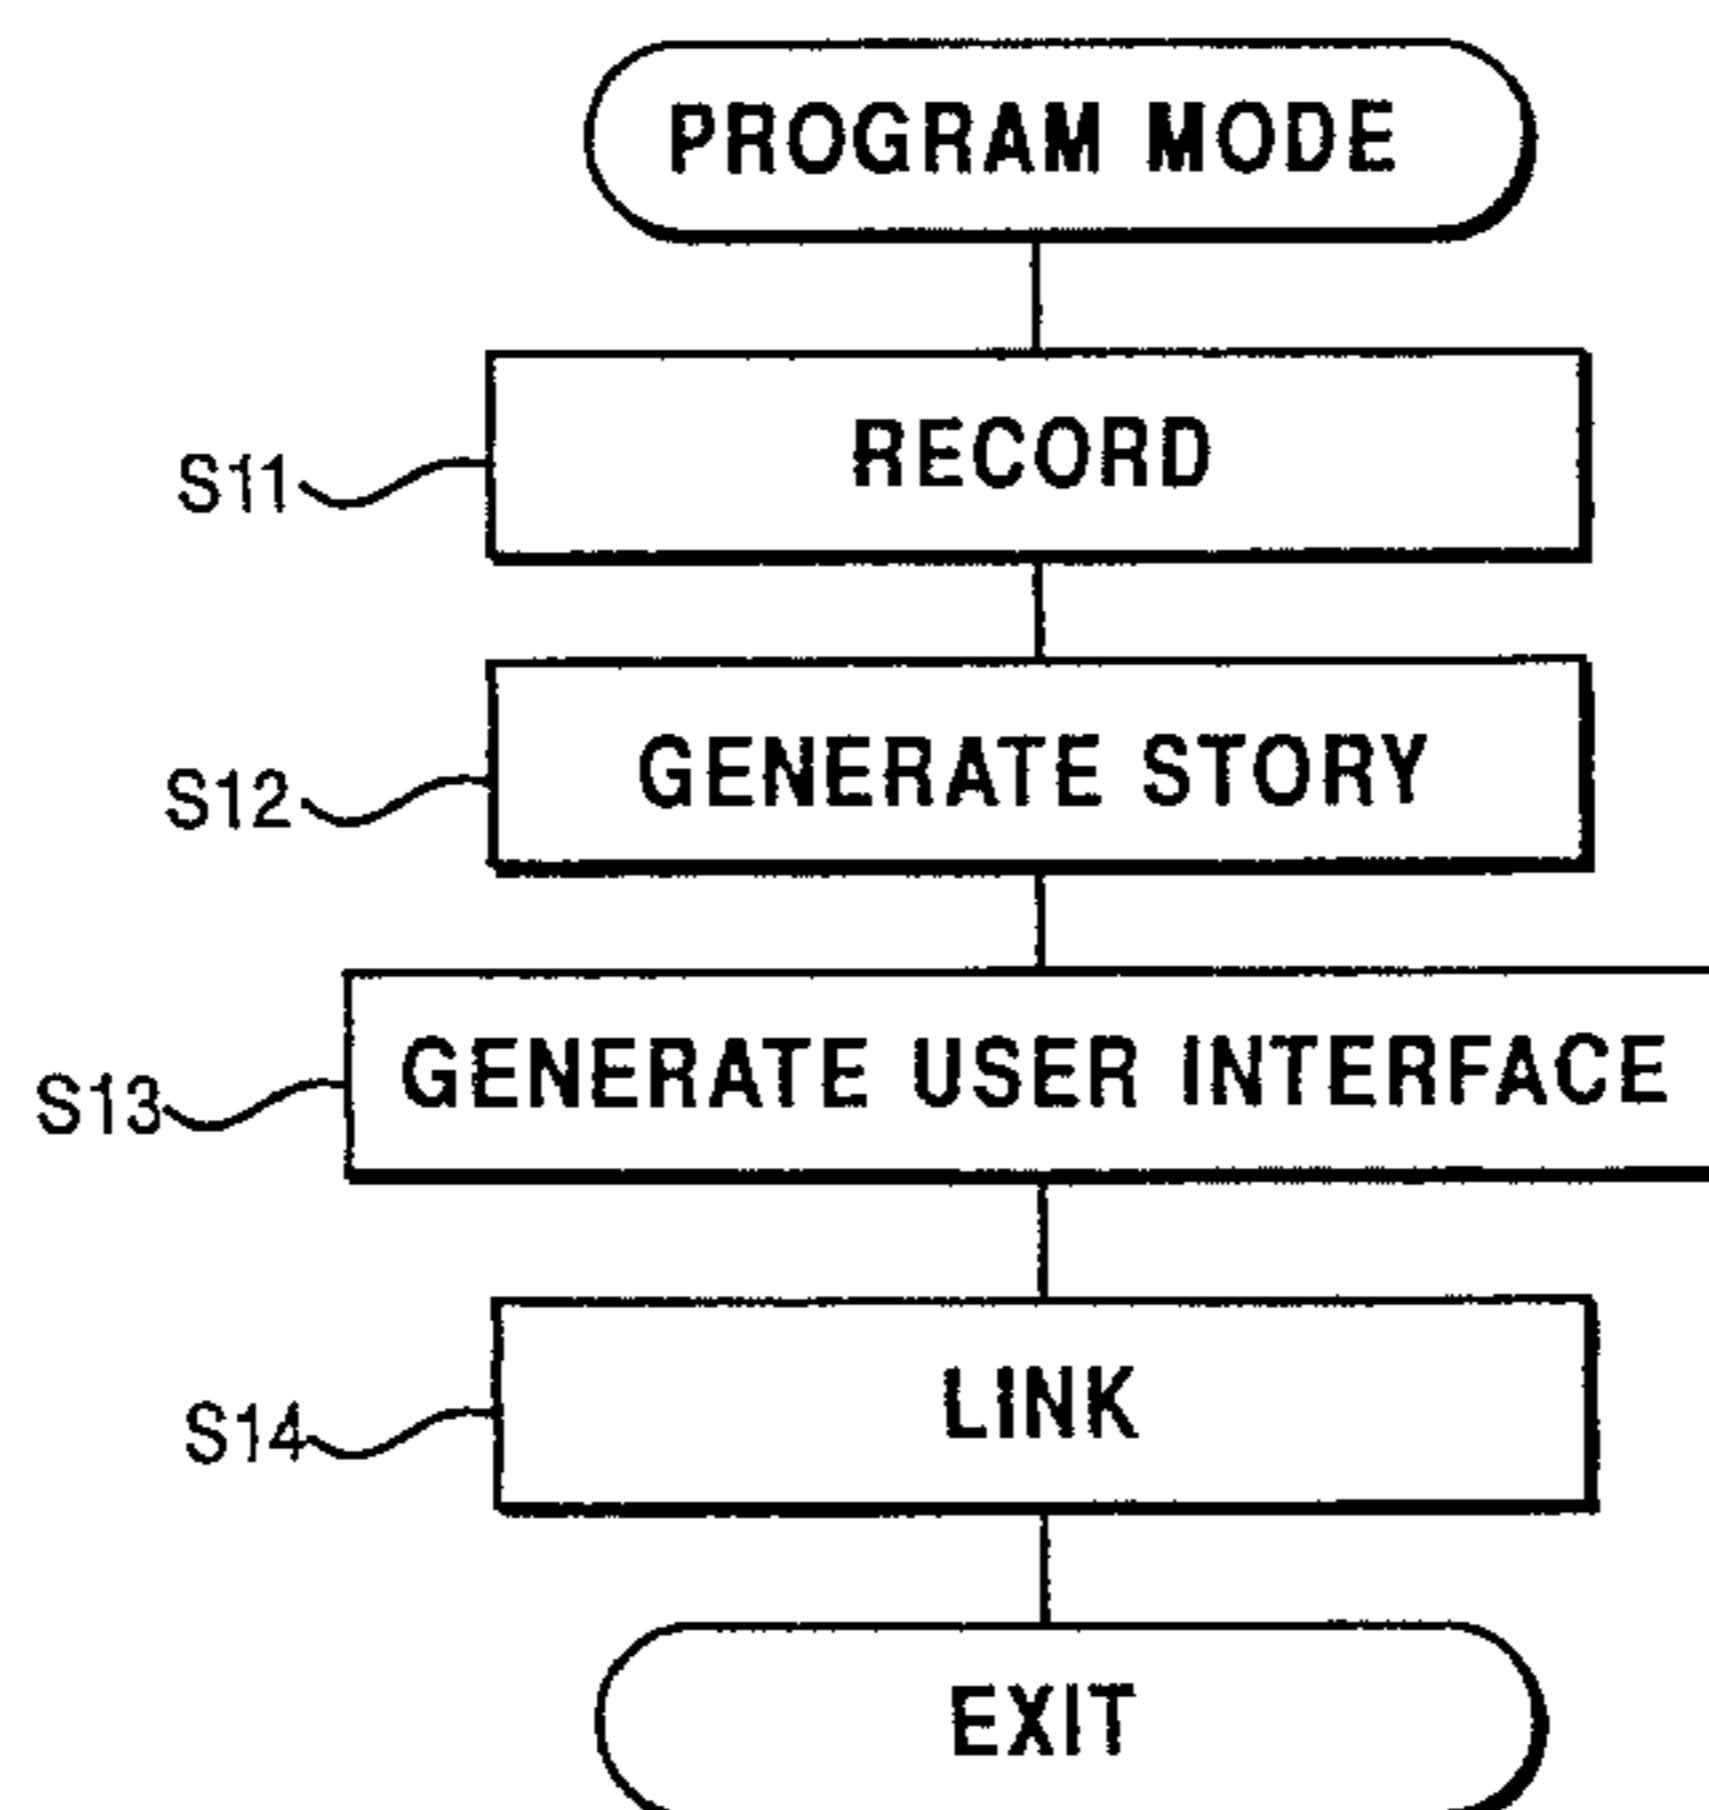 PROGRAM MODE
RECORD
S11
GENERATE STORY
S12
GENERATE USER INTERFACE
S13
LINK
S14
EXIT